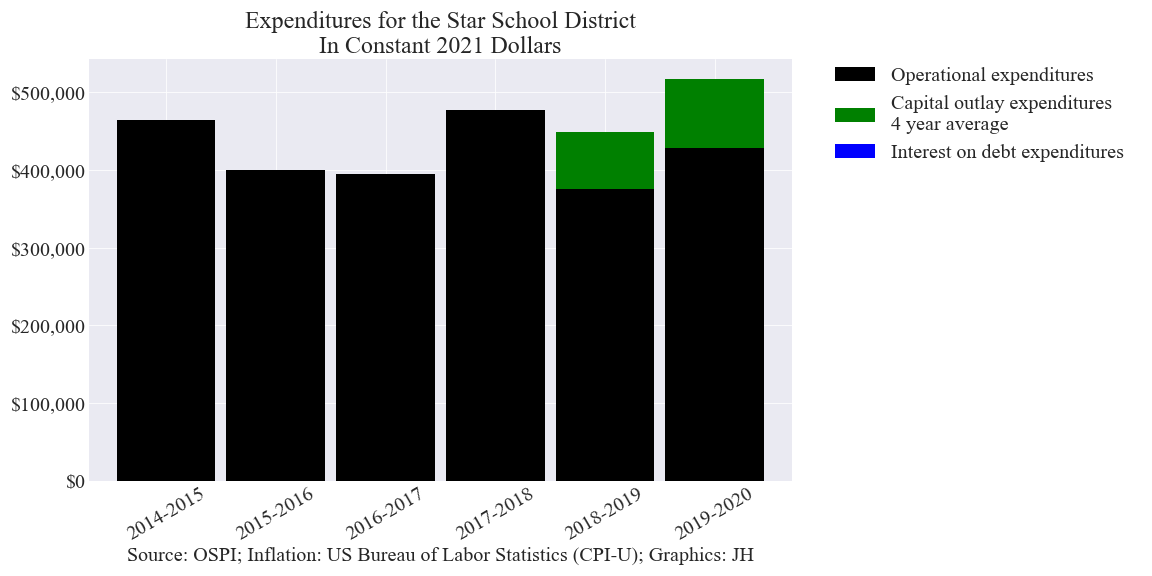 Expenditures for the Star School District
In Constant 2021 Dollars
$500,000
$400,000
$300,000
$200,000
$100,000
$0
2014-2015
2015-2016
2016-2017
2017-2018
2018-2019
2019-2020
Source: OSPI; Inflation: US Bureau of Labor Statistics (CPI-U); Graphics: JH
Operational expenditures
Capital outlay expenditures
4 year average
Interest on debt expenditures